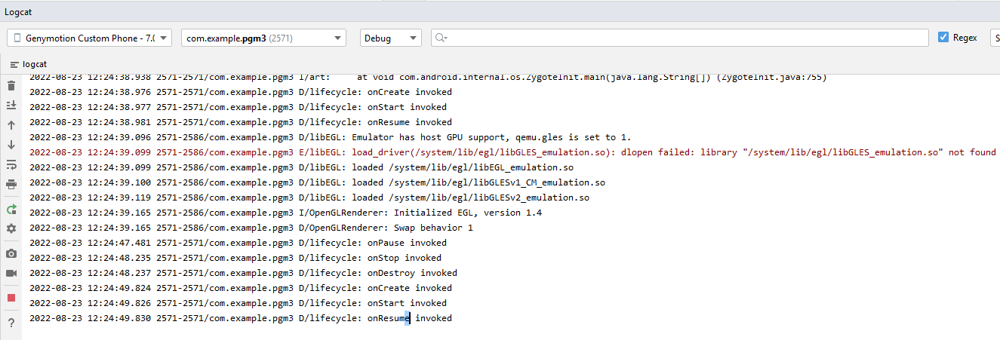 Logcat
Genymotion Custom Phone - 7.0 com.example.pgm3 (2571) Debug Regex S
logcat
2022-08-23 12:24:38.938 2571-2571/com.example.pgm3 I/art:     at void com.android.internal.os.ZygoteInit.main(java.lang.String[]) (ZygoteInit.java:755)
2022-08-23 12:24:38.976 2571-2571/com.example.pgm3 D/lifecycle: onCreate invoked
2022-08-23 12:24:38.977 2571-2571/com.example.pgm3 D/lifecycle: onStart invoked
2022-08-23 12:24:38.981 2571-2571/com.example.pgm3 D/lifecycle: onResume invoked
2022-08-23 12:24:39.096 2571-2586/com.example.pgm3 D/libEGL: Emulator has host GPU support, qemu.gles is set to 1.
2022-08-23 12:24:39.099 2571-2586/com.example.pgm3 E/libEGL: load_driver(/system/lib/egl/libGLES_emulation.so): dlopen failed: library "/system/lib/egl/libGLES_emulation.so" not found
2022-08-23 12:24:39.099 2571-2586/com.example.pgm3 D/libEGL: loaded /system/lib/egl/libEGL_emulation.so
2022-08-23 12:24:39.100 2571-2586/com.example.pgm3 D/libEGL: loaded /system/lib/egl/libGLESv1_CM_emulation.so
2022-08-23 12:24:39.119 2571-2586/com.example.pgm3 D/libEGL: loaded /system/lib/egl/libGLESv2_emulation.so
2022-08-23 12:24:39.165 2571-2586/com.example.pgm3 I/OpenGLRenderer: Initialized EGL, version 1.4
2022-08-23 12:24:39.165 2571-2586/com.example.pgm3 D/OpenGLRenderer: Swap behavior 1
2022-08-23 12:24:47.481 2571-2571/com.example.pgm3 D/lifecycle: onPause invoked
2022-08-23 12:24:48.235 2571-2571/com.example.pgm3 D/lifecycle: onStop invoked
2022-08-23 12:24:48.237 2571-2571/com.example.pgm3 D/lifecycle: onDestroy invoked
2022-08-23 12:24:49.824 2571-2571/com.example.pgm3 D/lifecycle: onCreate invoked
2022-08-23 12:24:49.826 2571-2571/com.example.pgm3 D/lifecycle: onStart invoked
2022-08-23 12:24:49.830 2571-2571/com.example.pgm3 D/lifecycle: onResume invoked